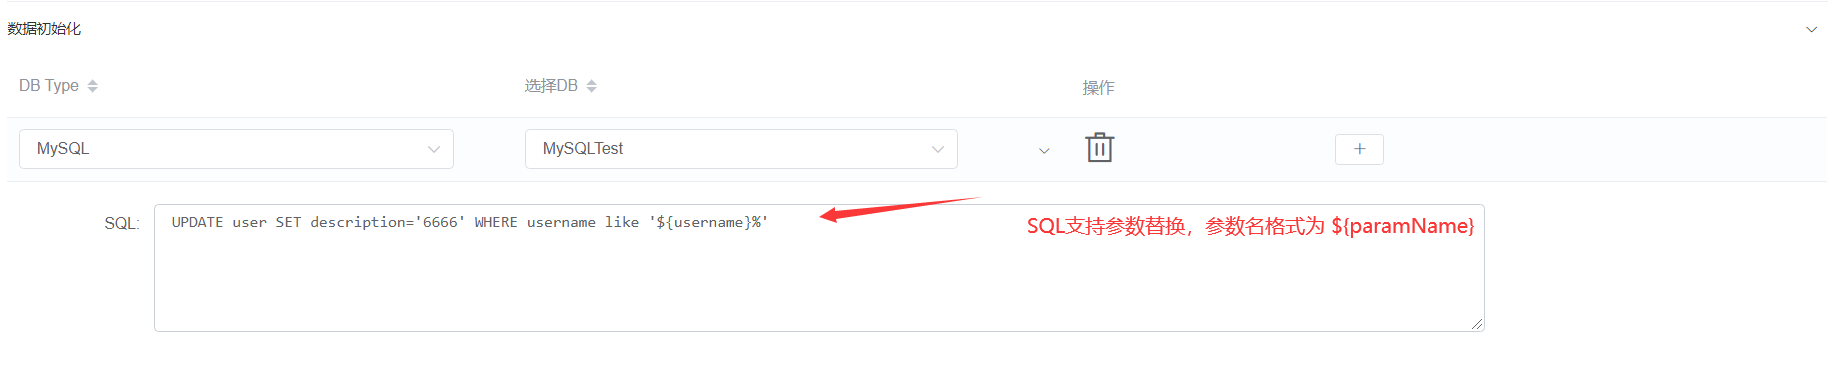 数据初始化
DB Type 选择DB 操作
MySQL MySQLTest
SQL: UPDATE user SET description='6666' WHERE username like '${username}%'
SQL支持参数替换，参数名格式为 ${paramName}